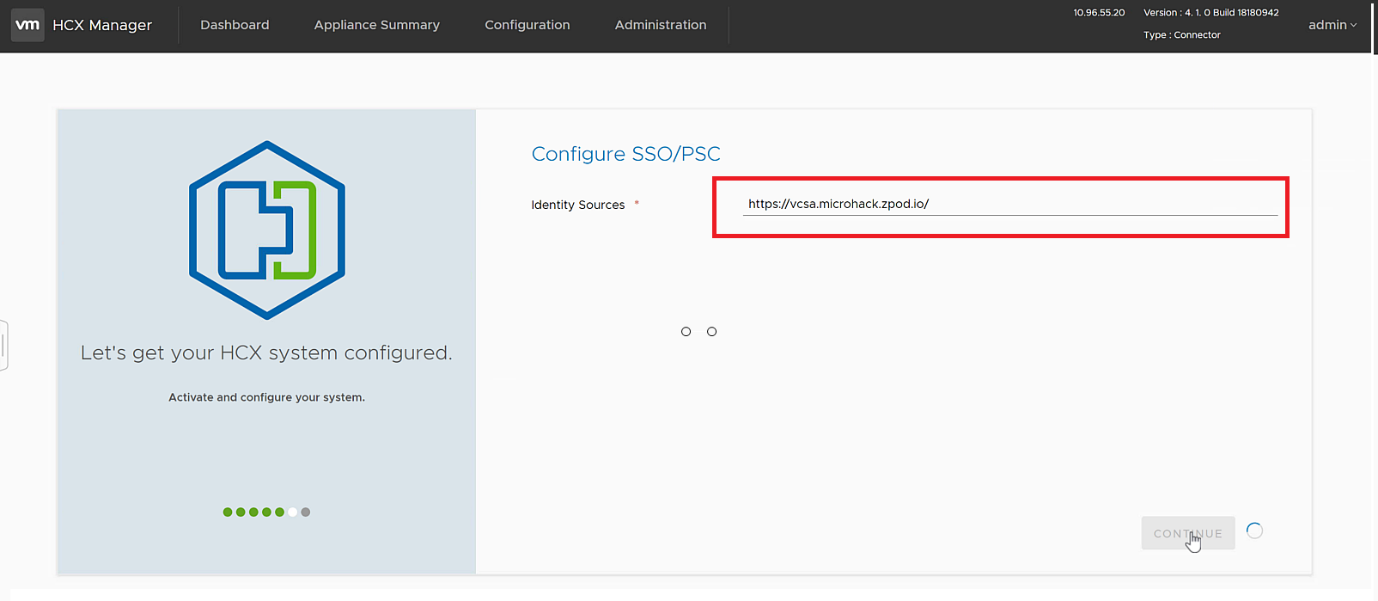 vm HCX Manager Dashboard Appliance Summary Configuration Administration 10.96.55.20 Version : 4. 1. 0 Build 18180942 admin
Type : Connector
Configure SSO/PSC
Identity Sources * https://vcsa.microhack.zpod.io/
Let's get your HCX system configured.
Activate and configure your system.
CONTINUE